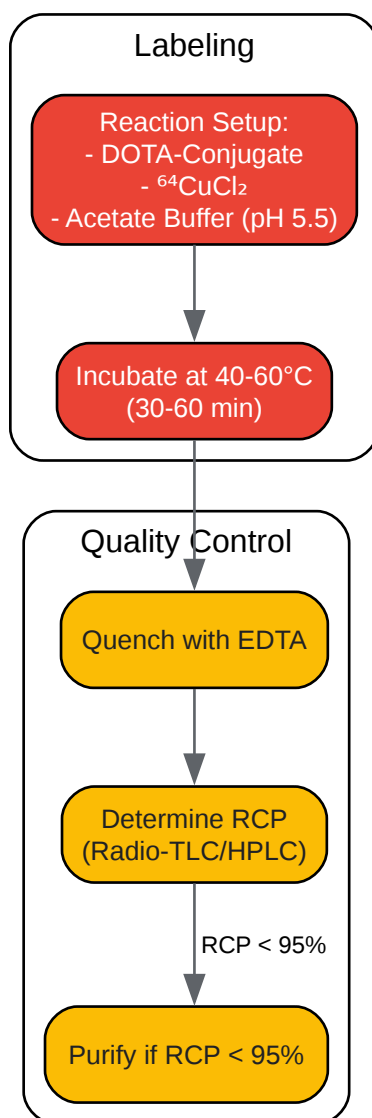 Labeling
Reaction Setup:
- DOTA-Conjugate
- ⁶⁴CuCl₂
- Acetate Buffer (pH 5.5)
Incubate at 40-60°C
(30-60 min)
Quality Control
Quench with EDTA
Determine RCP
(Radio-TLC/HPLC)
RCP < 95%
Purify if RCP < 95%